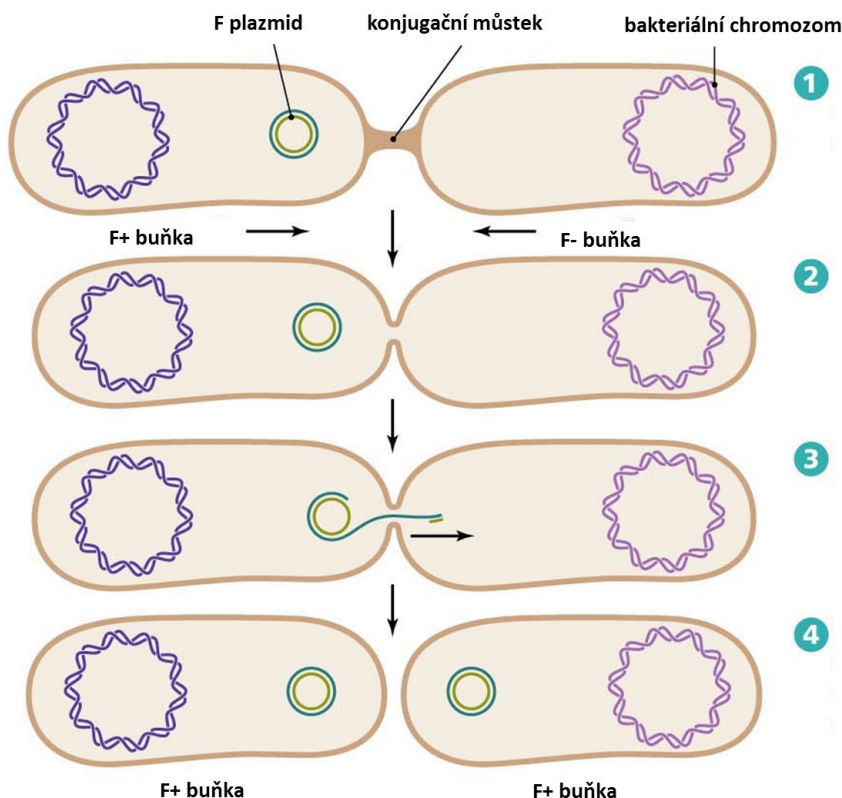 F plazmid
konjugační můstek
bakteriální chromozom
1
F+ buňka
F- buňka
2
3
4
F+ buňka
F+ buňka